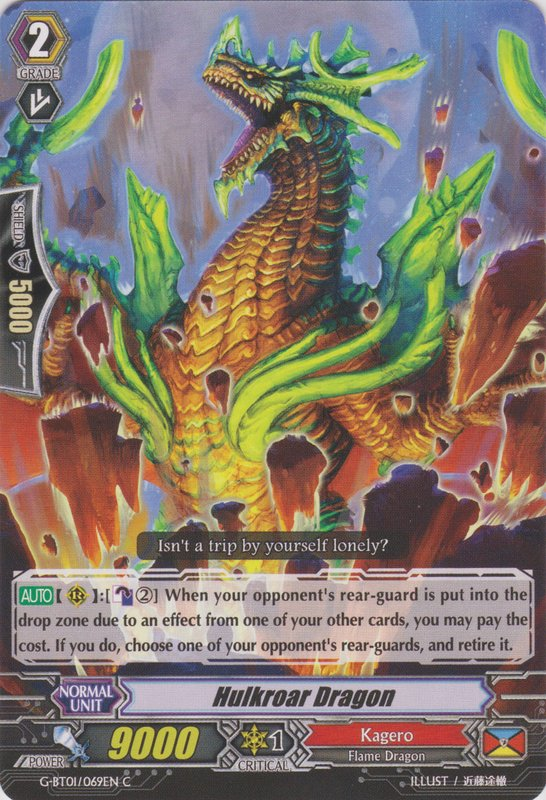 2
GRADE
SHIELD
5000
Isn't a trip by yourself lonely?
AUTO【 】:[②] When your opponent's rear-guard is put into the
drop zone due to an effect from one of your other cards, you may pay the
cost. If you do, choose one of your opponent's rear-guards, and retire it.
NORMAL
UNIT
Hulkroar Dragon
POWER
9000
1
CRITICAL
Kagero
Flame Dragon
G-BT01/069EN C
ILLUST / 近藤途轍